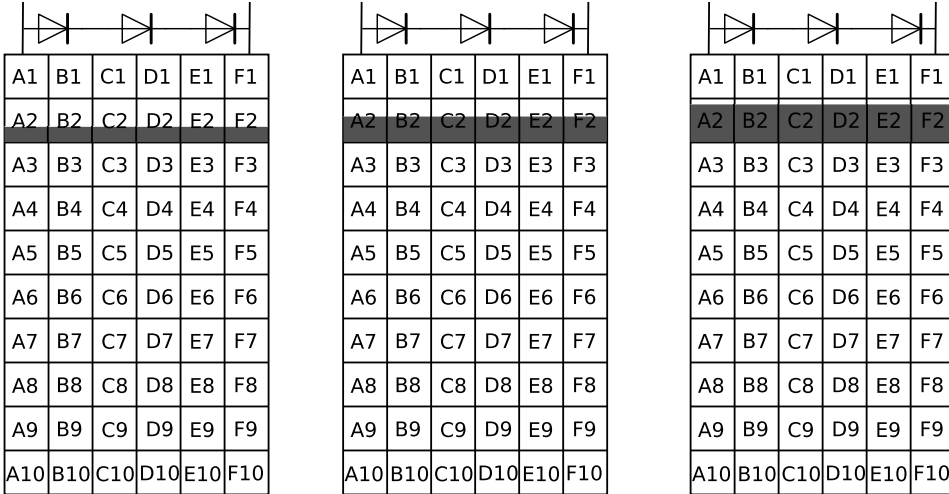 A1 B1 C1 D1 E1 F1 A1 B1 C1 D1 E1 F1 A1 B1 C1 D1 E1 F1
A2 B2 C2 D2 E2 F2 A2 B2 C2 D2 E2 F2 A2 B2 C2 D2 E2 F2
A3 B3 C3 D3 E3 F3 A3 B3 C3 D3 E3 F3 A3 B3 C3 D3 E3 F3
A4 B4 C4 D4 E4 F4 A4 B4 C4 D4 E4 F4 A4 B4 C4 D4 E4 F4
A5 B5 C5 D5 E5 F5 A5 B5 C5 D5 E5 F5 A5 B5 C5 D5 E5 F5
A6 B6 C6 D6 E6 F6 A6 B6 C6 D6 E6 F6 A6 B6 C6 D6 E6 F6
A7 B7 C7 D7 E7 F7 A7 B7 C7 D7 E7 F7 A7 B7 C7 D7 E7 F7
A8 B8 C8 D8 E8 F8 A8 B8 C8 D8 E8 F8 A8 B8 C8 D8 E8 F8
A9 B9 C9 D9 E9 F9 A9 B9 C9 D9 E9 F9 A9 B9 C9 D9 E9 F9
A10 B10 C10 D10 E10 F10 A10 B10 C10 D10 E10 F10 A10 B10 C10 D10 E10 F10